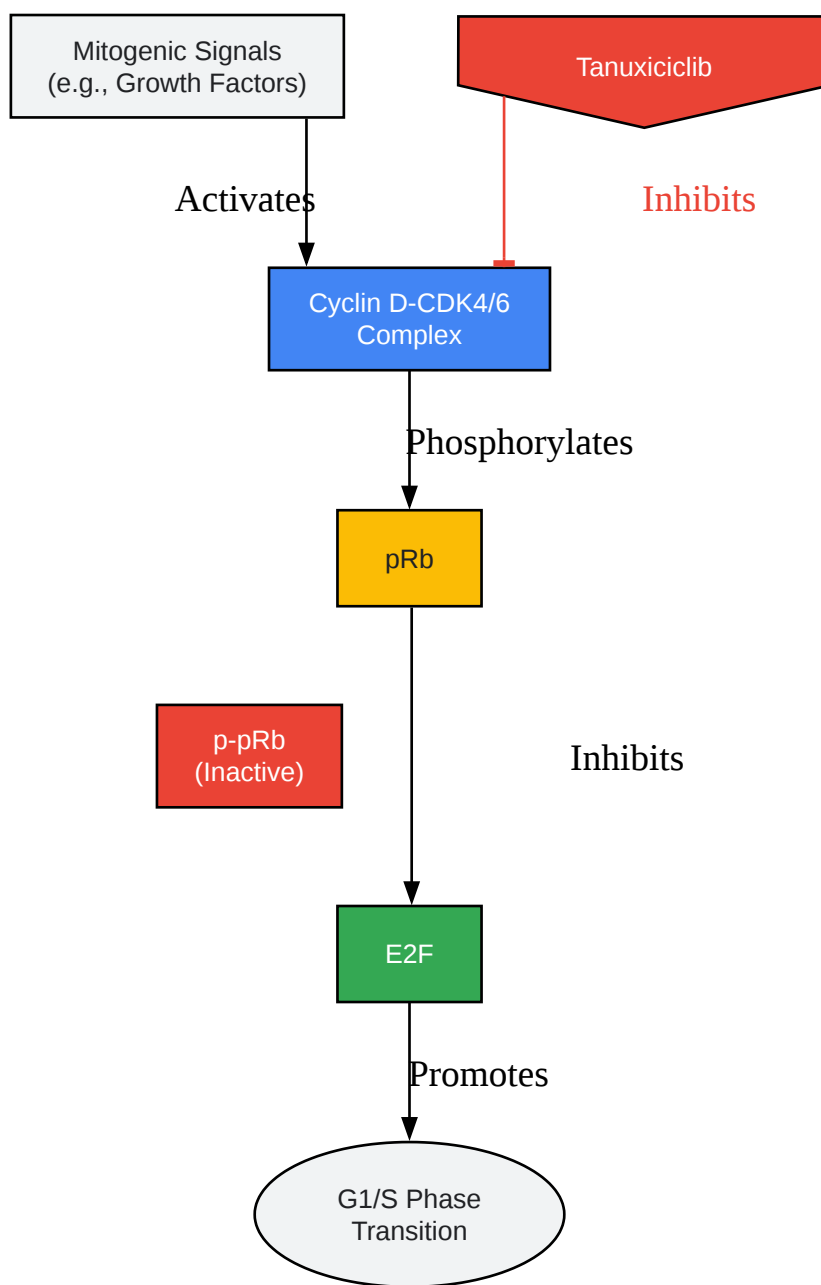 Mitogenic Signals
(e.g., Growth Factors)
Tanuxiciclib
Activates
Inhibits
Cyclin D-CDK4/6
Complex
Phosphorylates
pRb
p-pRb
(Inactive)
Inhibits
E2F
Promotes
G1/S Phase
Transition